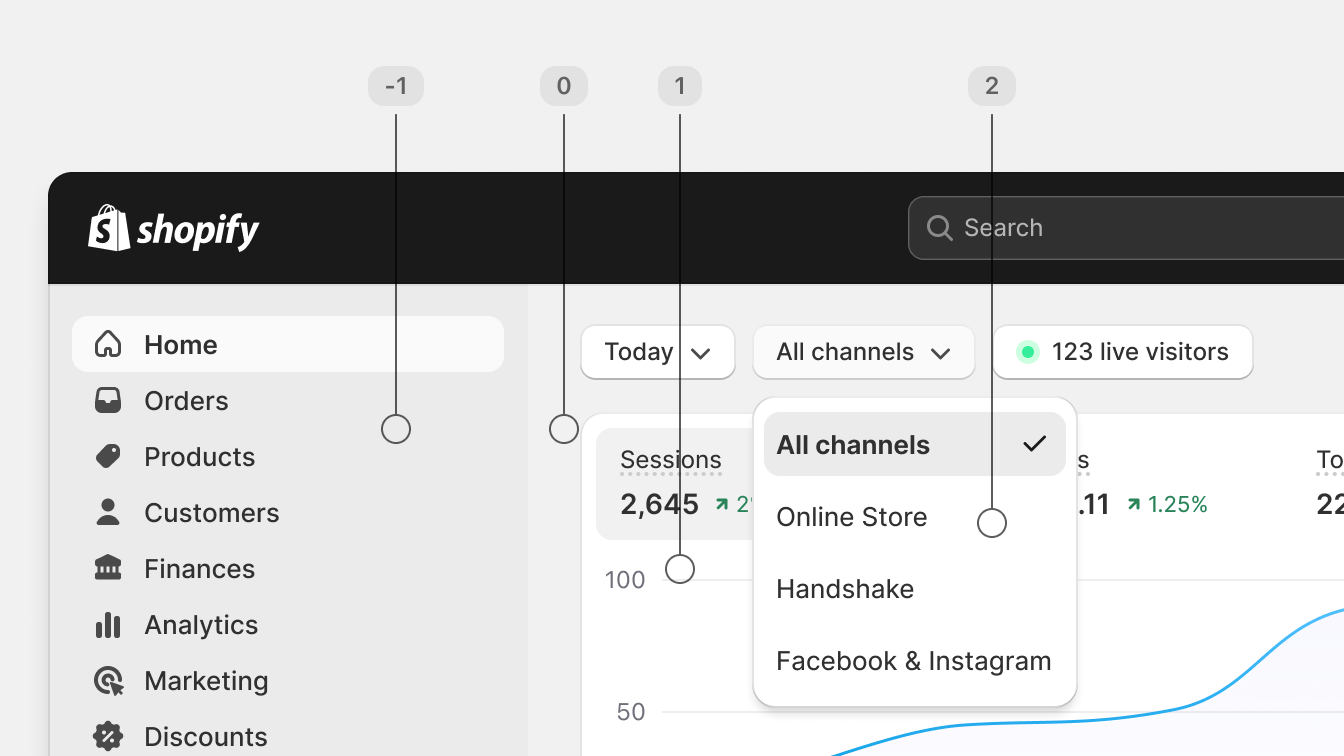 -1 0 1 2
shopify
Search
Home
Orders
Products
Customers
Finances
Analytics
Marketing
Discounts
Today
All channels
123 live visitors
Sessions
2,645
All channels
Online Store
Handshake
Facebook & Instagram
.11 1.25%
100
50